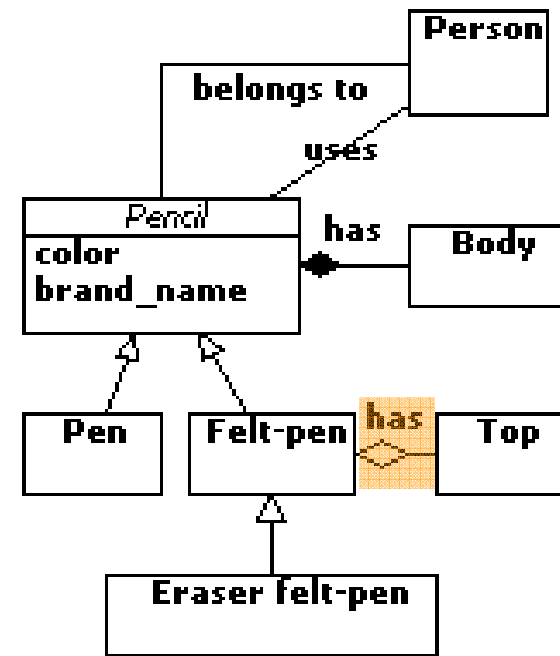 Person
belongs to
uses
Pencil
has
Body
color
brand_name
Pen
Felt-pen
has
Top
Eraser felt-pen